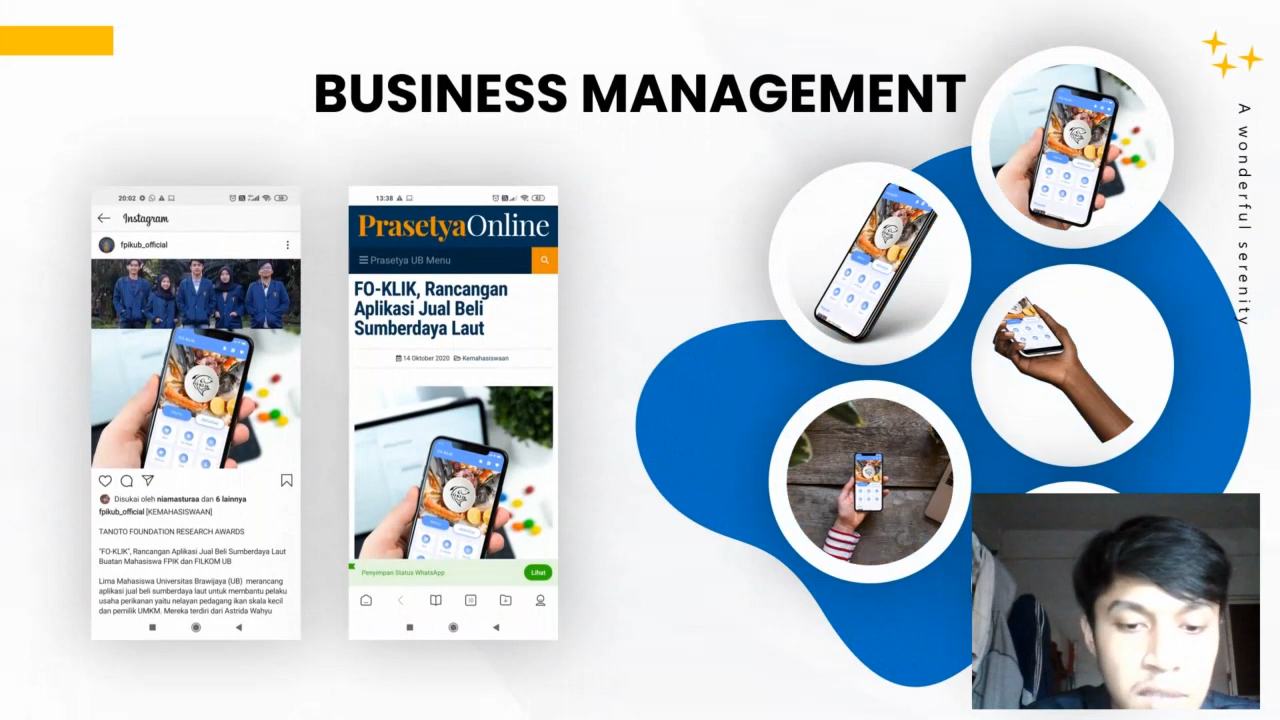 BUSINESS MANAGEMENT
A wonderful serenity
20:02
Instagram
fpikub_official
FO-KLIK
Disukai oleh niamasturaa dan 6 lainnya
fpikub_official [KEMAHASISWAAN]
TANOTO FOUNDATION RESEARCH AWARDS
"FO-KLIK", Rancangan Aplikasi Jual Beli Sumberdaya Laut
Buatan Mahasiswa FPIK dan FILKOM UB
Lima Mahasiswa Universitas Brawijaya (UB) merancang
aplikasi jual beli sumberdaya laut untuk membantu pelaku
usaha perikanan yaitu nelayan pedagang ikan skala kecil
dan pemilik UMKM. Mereka terdiri dari Astrida Wahyu
13:38
PrasetyaOnline
Prasetya UB Menu
FO-KLIK, Rancangan
Aplikasi Jual Beli
Sumberdaya Laut
14 Oktober 2020 Kemahasiswaan
FO-KLIK
Penyimpan Status WhatsApp
Lihat